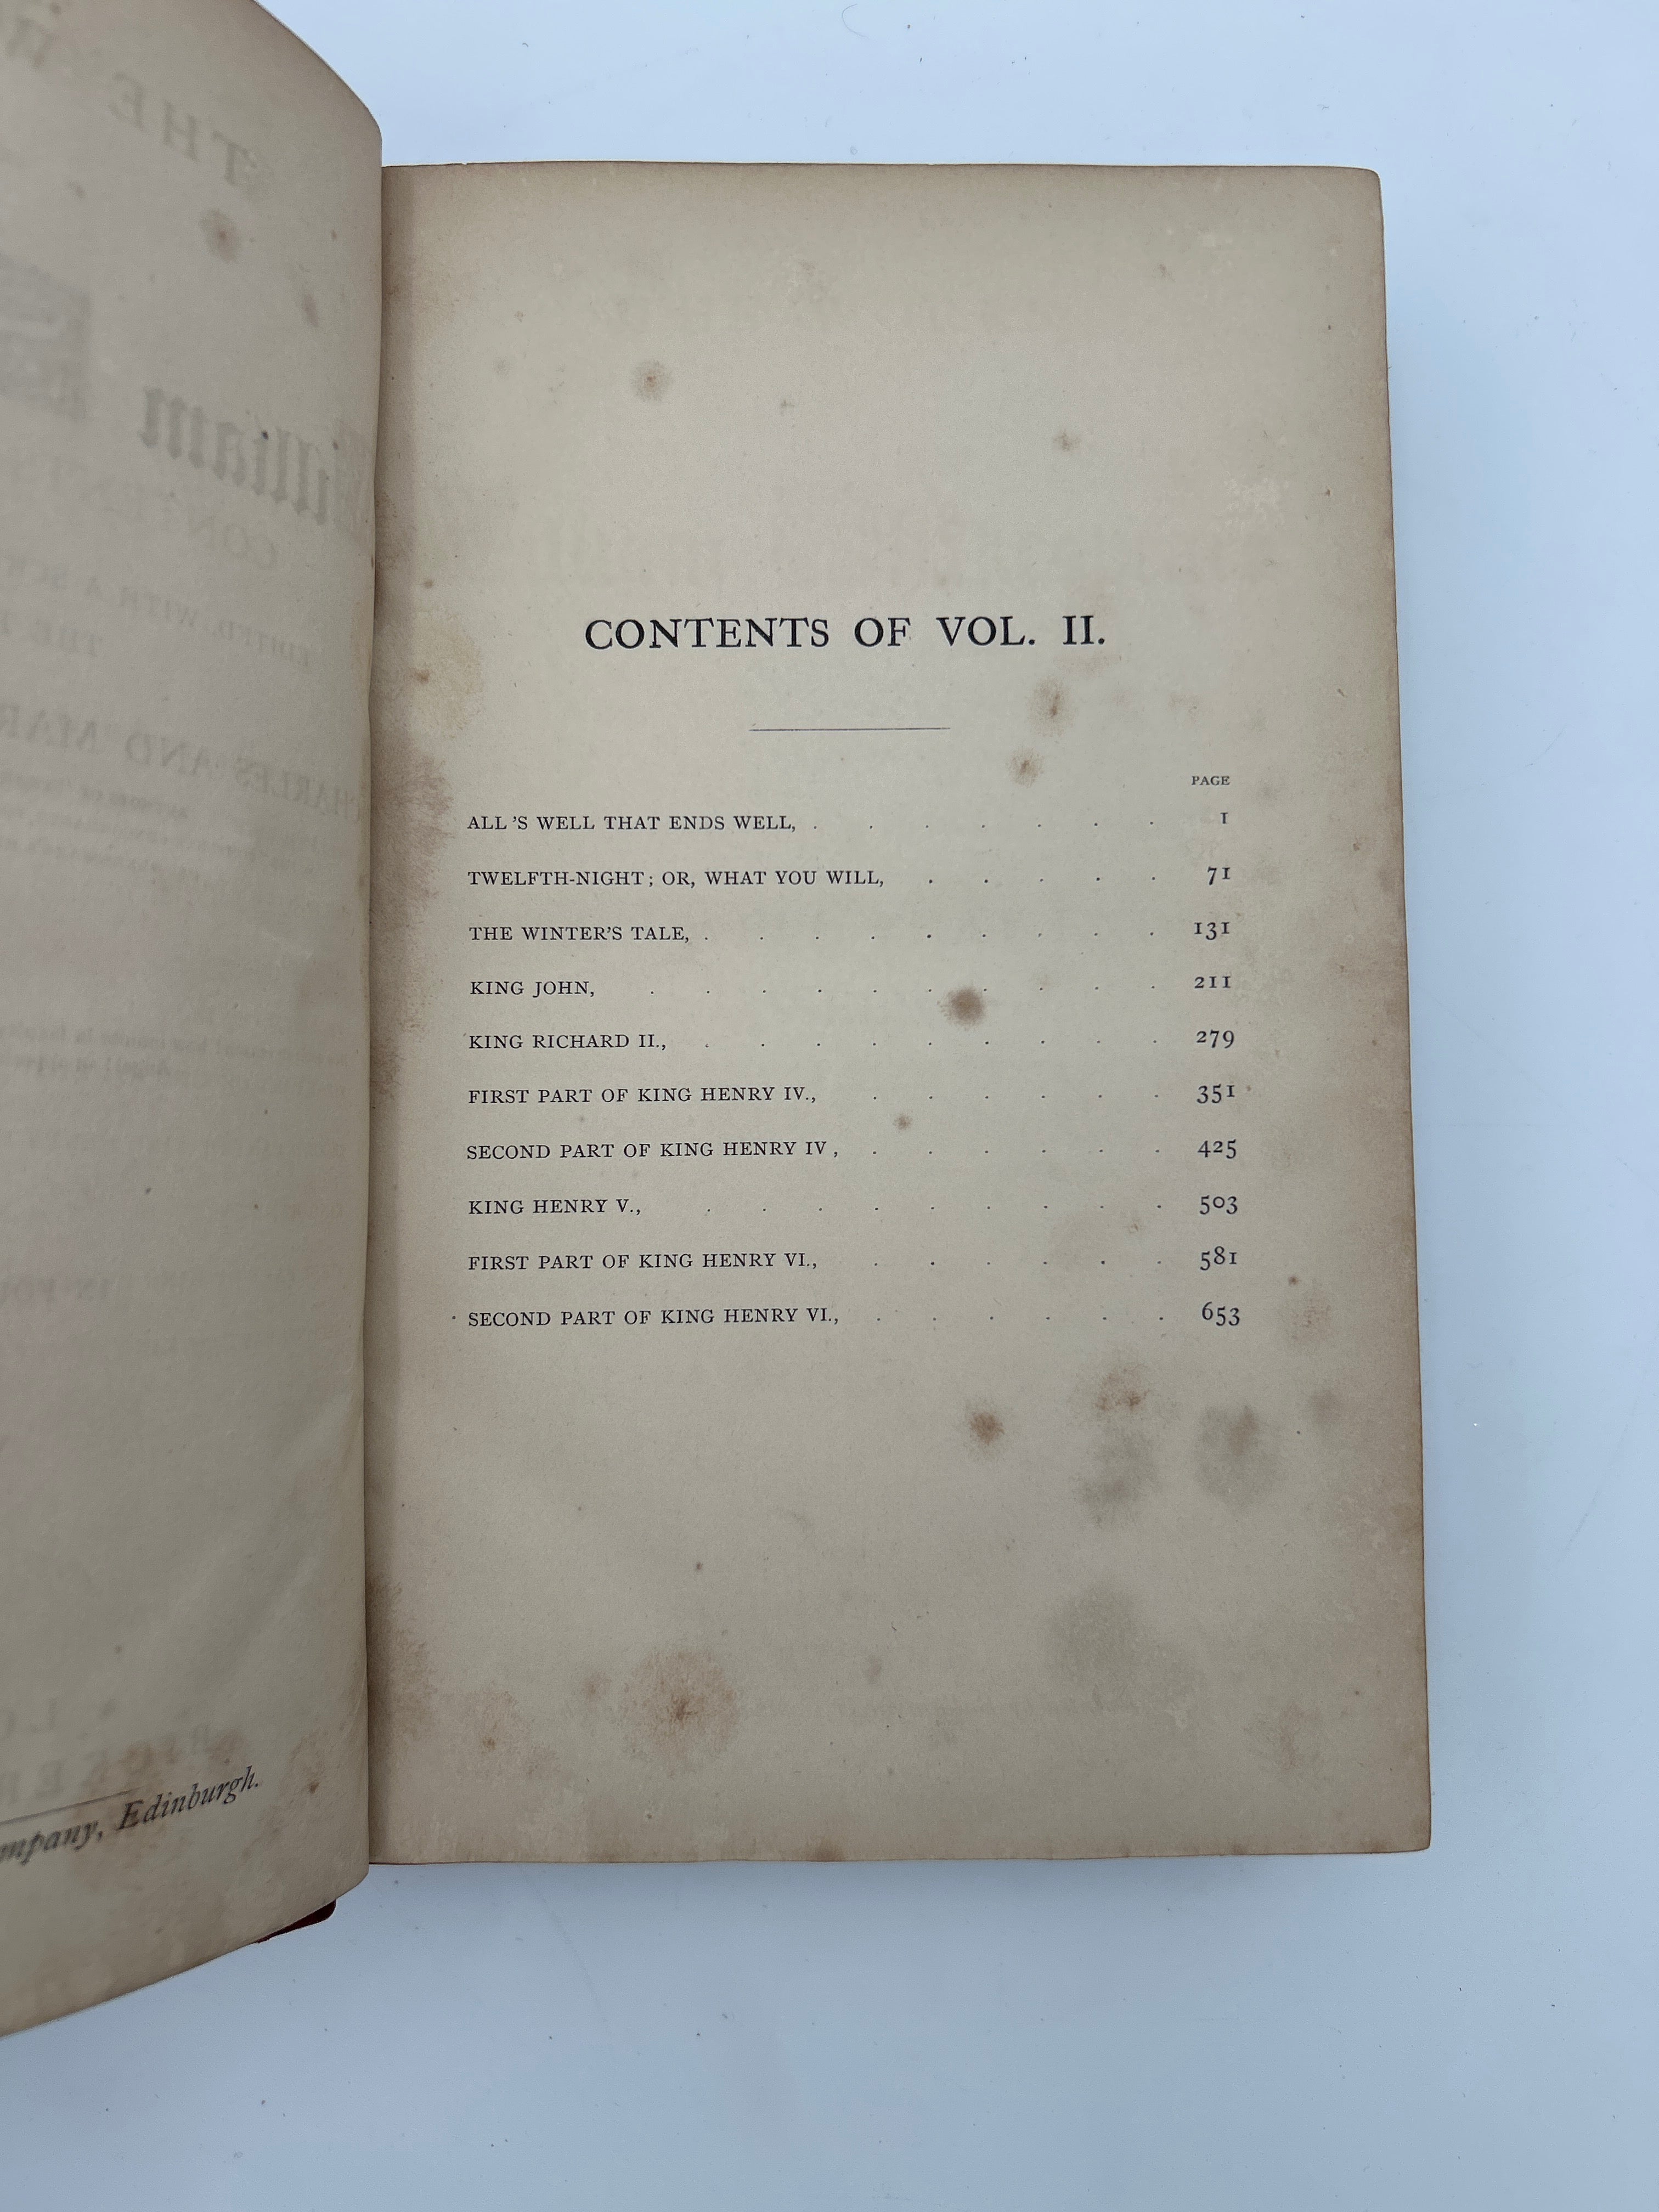 mpany, Edinburgh.
CONTENTS OF VOL. II.
PAGE
ALL'S WELL THAT ENDS WELL, . . . . . . . 1
TWELFTH-NIGHT; OR, WHAT YOU WILL, . . . . . 71
THE WINTER'S TALE, . . . . . . . . . 131
KING JOHN, . . . . . . . . . . 211
KING RICHARD II., . . . . . . . . . 279
FIRST PART OF KING HENRY IV., . . . . . . 351
SECOND PART OF KING HENRY IV , . . . . . . 425
KING HENRY V., . . . . . . . . . 503
FIRST PART OF KING HENRY VI., . . . . . . 581
SECOND PART OF KING HENRY VI., . . . . . . 653